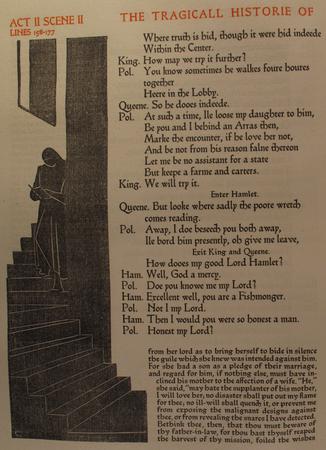 ACT II SCENE II
LINES 158-177
THE TRAGICALL HISTORIE OF
Where truth is hid, though it were hid indeede
Within the Center.
King. How may we try it further?
Pol. You know sometimes he walkes foure houres
together
Heere in the Lobby.
Queene. So he dooes indeede.
Pol. At such a time, Ile loose my daughter to him,
Be you and I behind an Arras then,
Marke the encounter, if he love her not,
And be not from his reason falne thereon
Let me be no assistant for a state
But keepe a farme and carters.
King. We will try it.
Enter Hamlet.
Queene. But looke where sadly the poore wretch
comes reading.
Pol. Away, I doe beseech you both away,
Ile bord him presently, oh give me leave,
Exit King and Queene.
How dooes my good Lord Hamlet?
Ham. Well, God a mercy.
Pol. Doe you knowe me my Lord?
Ham. Excellent well, you are a Fishmonger.
Pol. Not I my Lord.
Ham. Then I would you were so honest a man.
Pol. Honest my Lord?
from her lord as to bring herself to bide in silence
the guile which she knew was intended against him.
For she had a son as a pledge of their marriage,
and regard for him, if nothing else, must have in-
clined his mother to the affection of a wife. "He,"
she said, "may be the supplanter of his mother,
I will love her, no disaster shall put out my flame
for thee; no ill-will shall quench it, or prevent me
from exposing the malignant designs against
thee, or from revealing the snares I have detected.
Bethink thee, then, that thou must beware of
thy father-in-law, for thou hast thyself reaped
the harvest of thy mission, foiled the wishes